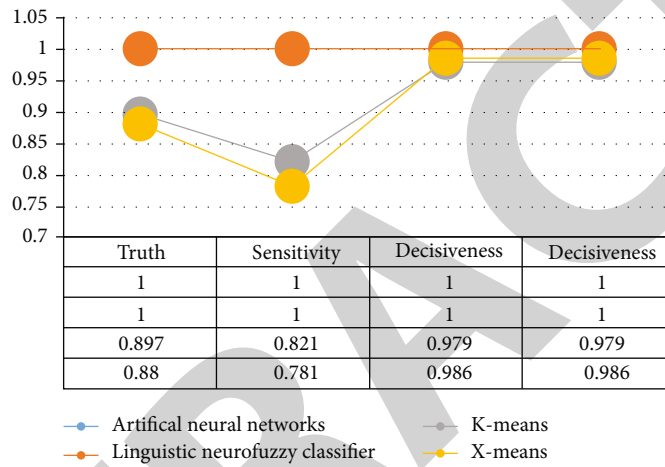 1.05
1
0.95
0.9
0.85
0.8
0.75
0.7
Truth Sensitivity Decisiveness Decisiveness
1 1 1 1
1 1 1 1
0.897 0.821 0.979 0.979
0.88 0.781 0.986 0.986
Artifical neural networks K-means
Linguistic neurofuzzy classifier X-means